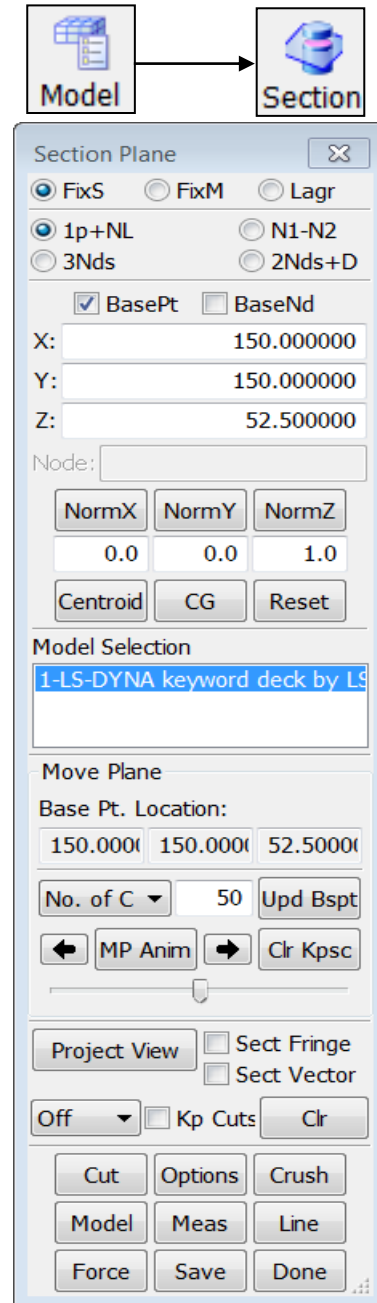 Model Section
Section Plane
FixS FixM Lagr
1p+NL N1-N2
3Nds 2Nds+D
BasePt BaseNd
X: 150.000000
Y: 150.000000
Z: 52.500000
Node:
NormX NormY NormZ
0.0 0.0 1.0
Centroid CG Reset
Model Selection
1-LS-DYNA keyword deck by LS
Move Plane
Base Pt. Location:
150.000( 150.000( 52.5000(
No. of C 50 Upd Bspt
MP Anim Clr Kpsc
Project View Sect Fringe
Sect Vector
Off Kp Cuts Clr
Cut Options Crush
Model Meas Line
Force Save Done